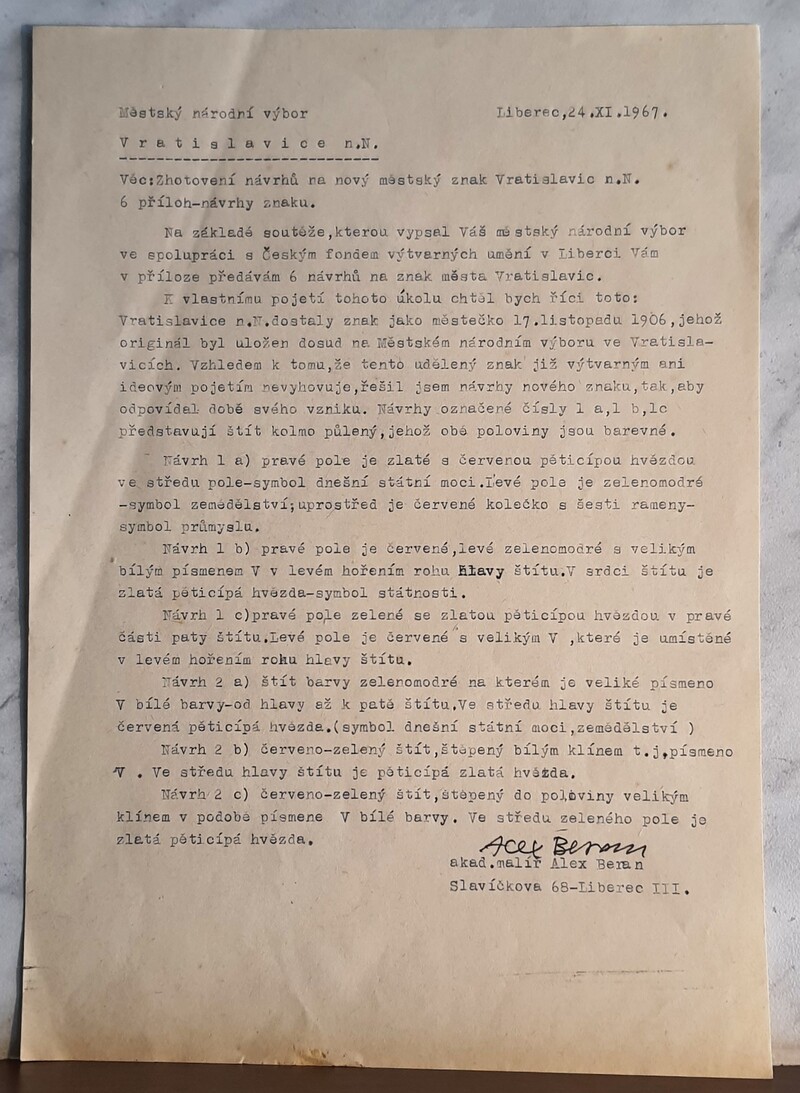 Městský národní výbor
Liberec,24.XI.1967.
V r a t i s l a v i c e n.N.
Věc:Zhotovení návrhů na nový městský znak Vratislavic n.N.
6 příloh-návrhy znaku.
Na základě soutěže,kterou vypsal Váš městský národní výbor
ve spolupráci s Českým fondem výtvarných umění v Liberci Vám
v příloze předávám 6 návrhů na znak města Vratislavic.
K vlastnímu pojetí tohoto úkolu chtěl bych říci toto:
Vratislavice n.N.dostaly znak jako městečko 17.listopadu 1906,jehož
originál byl uložen dosud na Městském národním výboru ve Vratisla-
vicích. Vzhledem k tomu,že tento udělený znak již výtvarným ani
ideovým pojetím nevyhovuje,řešil jsem návrhy nového znaku,tak,aby
odpovídal době svého vzniku. Návrhy označené čísly 1 a,1 b,1c
představují štít kolmo půlený,jehož obě poloviny jsou barevné.
Návrh 1 a) pravé pole je zlaté s červenou pěticípou hvězdou
ve středu pole-symbol dnešní státní moci.Levé pole je zelenomodré
-symbol zemědělství;uprostřed je červené kolečko s šesti rameny-
symbol průmyslu.
Návrh 1 b) pravé pole je červené,levé zelenomodré s velikým
bílým písmenem V v levém hořením rohu hlavy štítu.V srdci štítu je
zlatá pěticípá hvězda-symbol státnosti.
Návrh 1 c)pravé pole zelené se zlatou pěticípou hvězdou v pravé
části paty štítu.Levé pole je červené s velikým V ,které je umístěné
v levém hořením rohu hlavy štítu.
Návrh 2 a) štít barvy zelenomodré na kterém je veliké písmeno
V bílé barvy-od hlavy až k patě štítu.Ve středu hlavy štítu je
červená pěticípá hvězda.(symbol dnešní státní moci,zemědělství )
Návrh 2 b) červeno-zelený štít,štěpený bílým klínem t.j.písmeno
V . Ve středu hlavy štítu je pěticípá zlatá hvězda.
Návrh 2 c) červeno-zelený štít,štěpený do poloviny velikým
klínem v podobě písmene V bílé barvy. Ve středu zeleného pole je
zlatá pěticípá hvězda.
Alex Beran
akad.malíř Alex Beran
Slavíčkova 68-Liberec III.